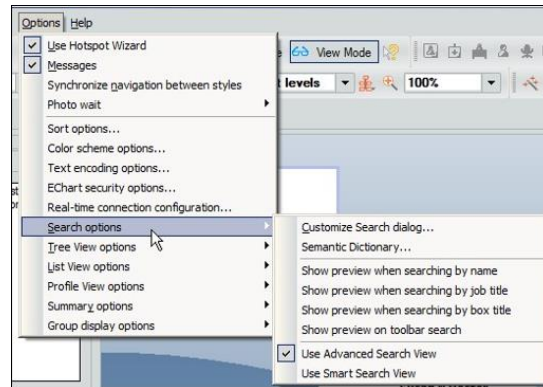 Options Help
Use Hotspot Wizard
Messages
Synchronize navigation between styles
Photo wait
Sort options...
Color scheme options...
Text encoding options...
EChart security options...
Real-time connection configuration...
Search options
Tree View options
List View options
Profile View options
Summary options
Group display options
View Mode
levels
100%
Customize Search dialog...
Semantic Dictionary...
Show preview when searching by name
Show preview when searching by job title
Show preview when searching by box title
Show preview on toolbar search
Use Advanced Search View
Use Smart Search View